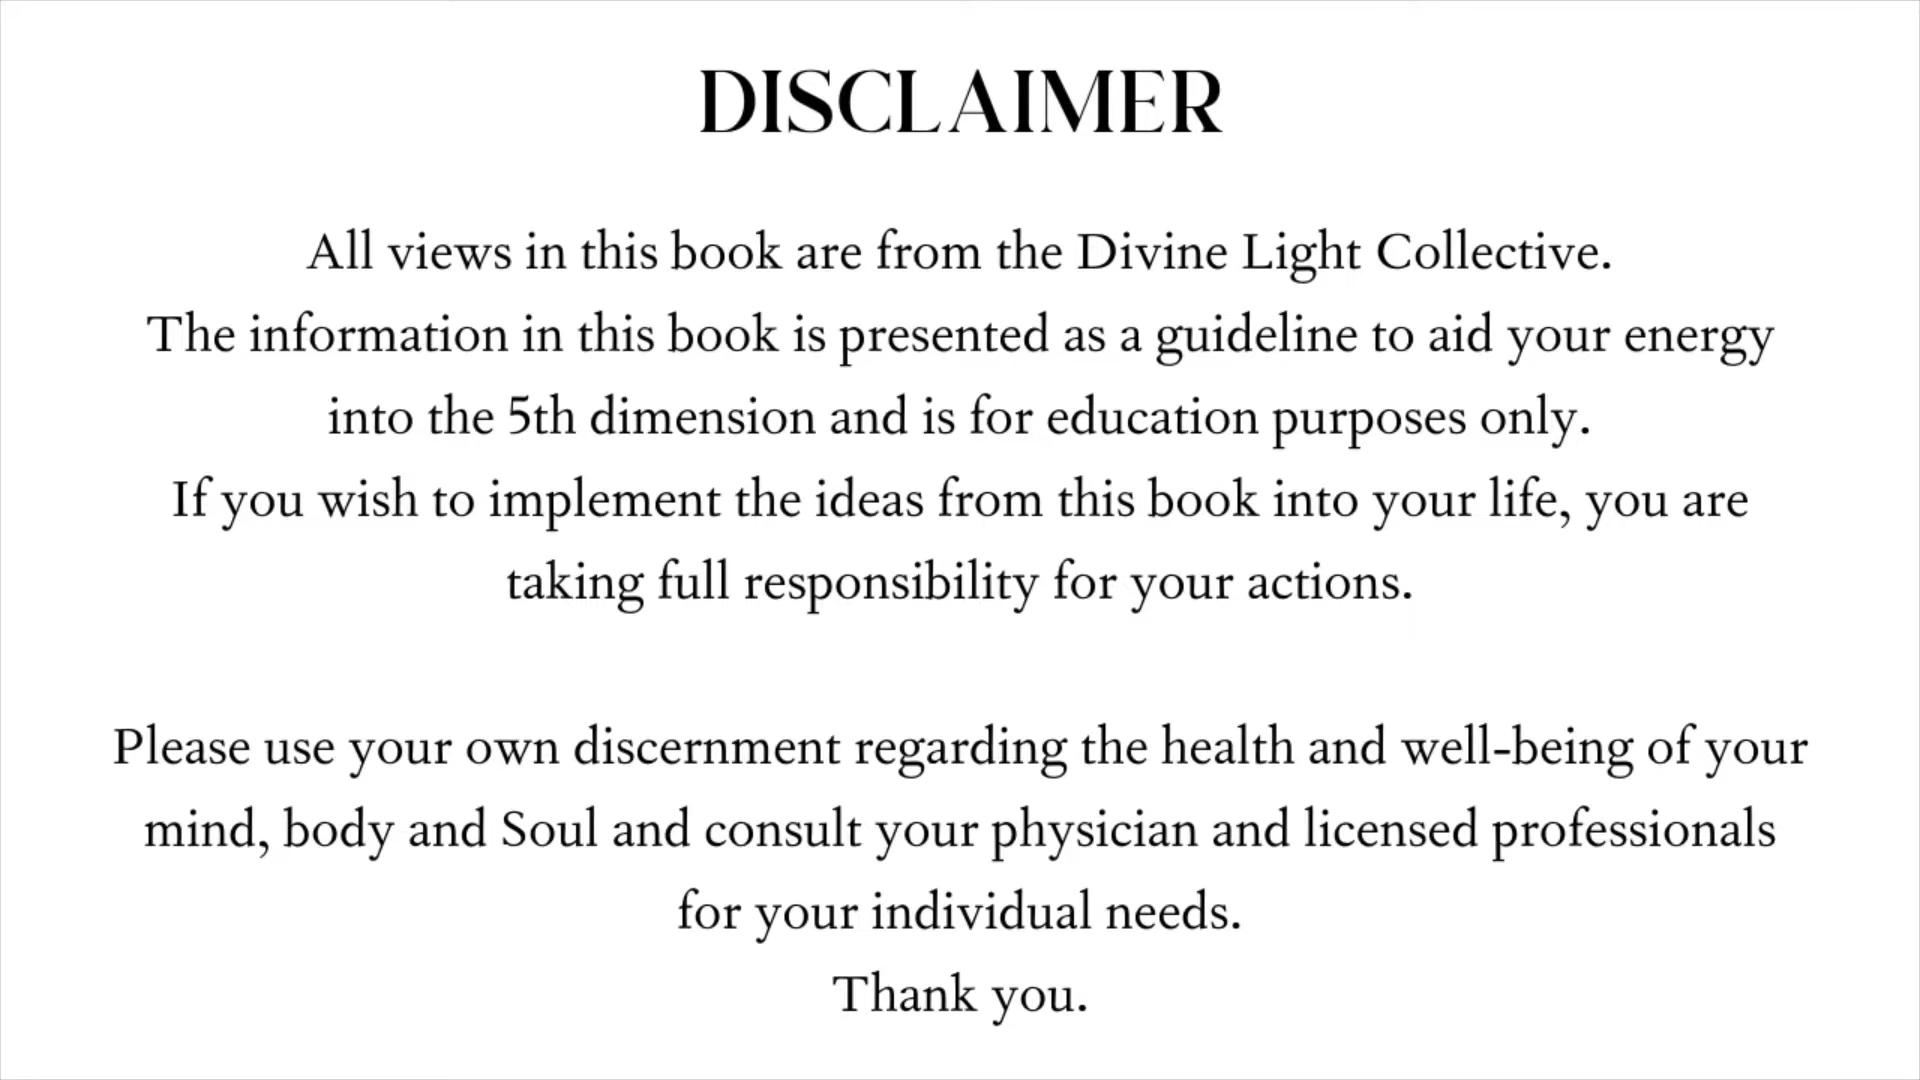 DISCLAIMER
All views in this book are from the Divine Light Collective.
The information in this book is presented as a guideline to aid your energy
into the 5th dimension and is for education purposes only.
If you wish to implement the ideas from this book into your life, you are
taking full responsibility for your actions.
Please use your own discernment regarding the health and well-being of your
mind, body and Soul and consult your physician and licensed professionals
for your individual needs.
Thank you.